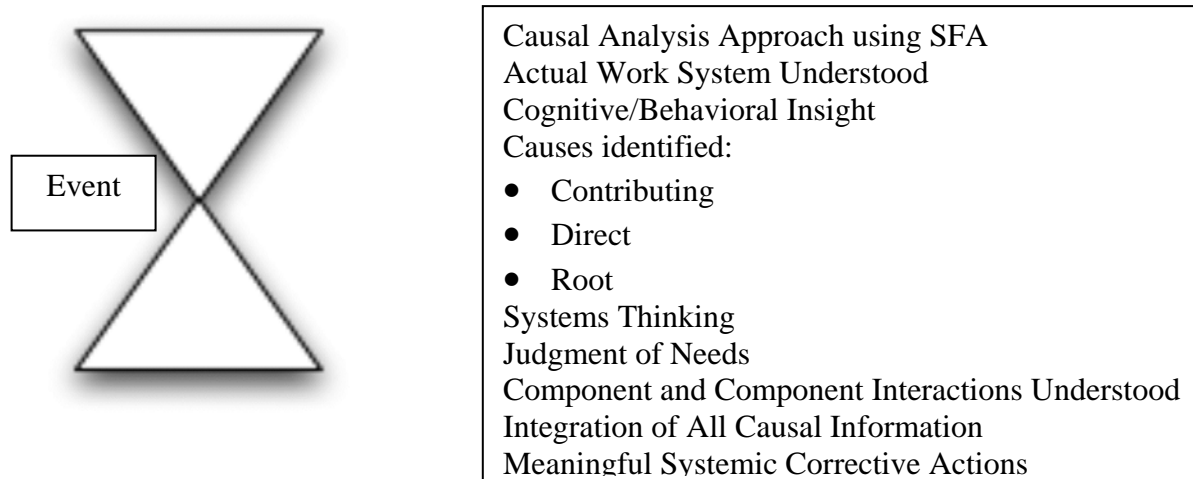 Event
Causal Analysis Approach using SFA
Actual Work System Understood
Cognitive/Behavioral Insight
Causes identified:
• Contributing
• Direct
• Root
Systems Thinking
Judgment of Needs
Component and Component Interactions Understood
Integration of All Causal Information
Meaningful Systemic Corrective Actions